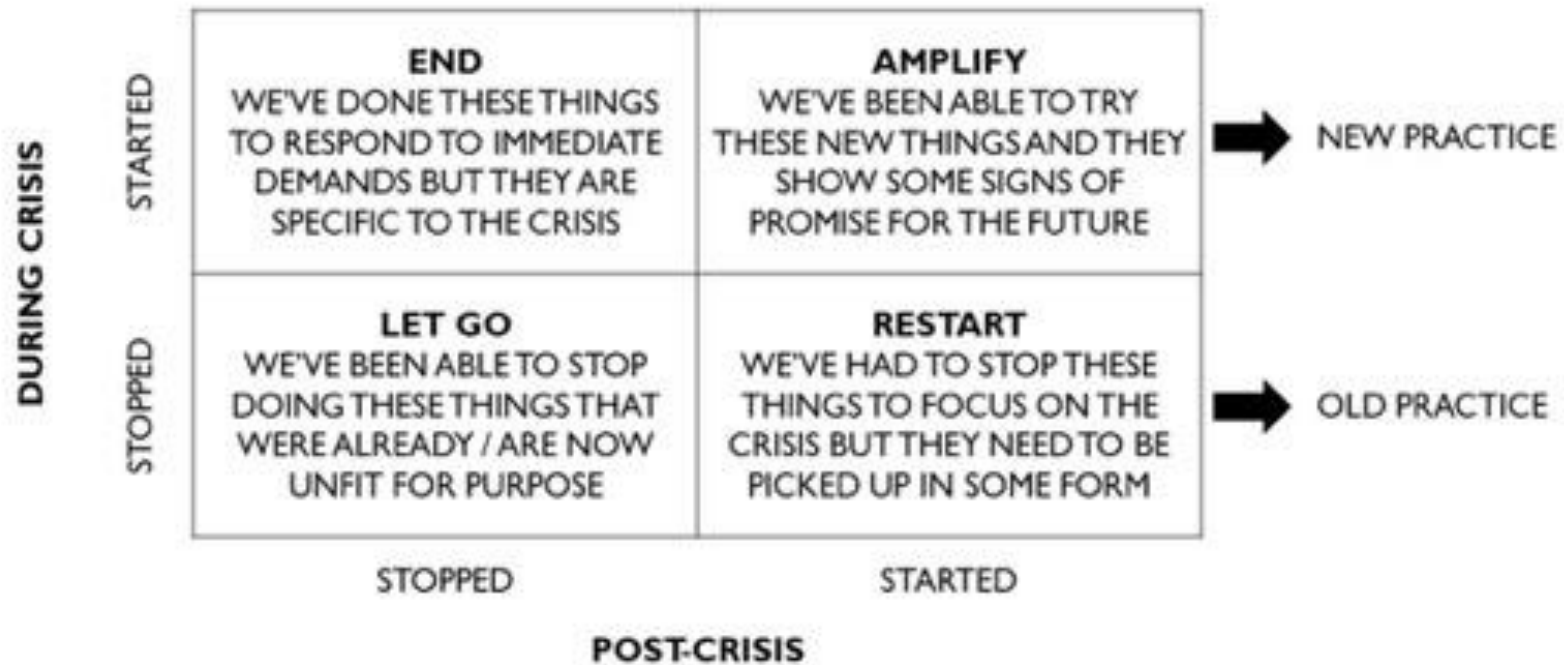 DURING CRISIS
STARTED
END
WE'VE DONE THESE THINGS
TO RESPOND TO IMMEDIATE
DEMANDS BUT THEY ARE
SPECIFIC TO THE CRISIS
AMPLIFY
WE'VE BEEN ABLE TO TRY
THESE NEW THINGS AND THEY
SHOW SOME SIGNS OF
PROMISE FOR THE FUTURE
NEW PRACTICE
STOPPED
LET GO
WE'VE BEEN ABLE TO STOP
DOING THESE THINGS THAT
WERE ALREADY / ARE NOW
UNFIT FOR PURPOSE
RESTART
WE'VE HAD TO STOP THESE
THINGS TO FOCUS ON THE
CRISIS BUT THEY NEED TO BE
PICKED UP IN SOME FORM
OLD PRACTICE
STOPPED
STARTED
POST-CRISIS